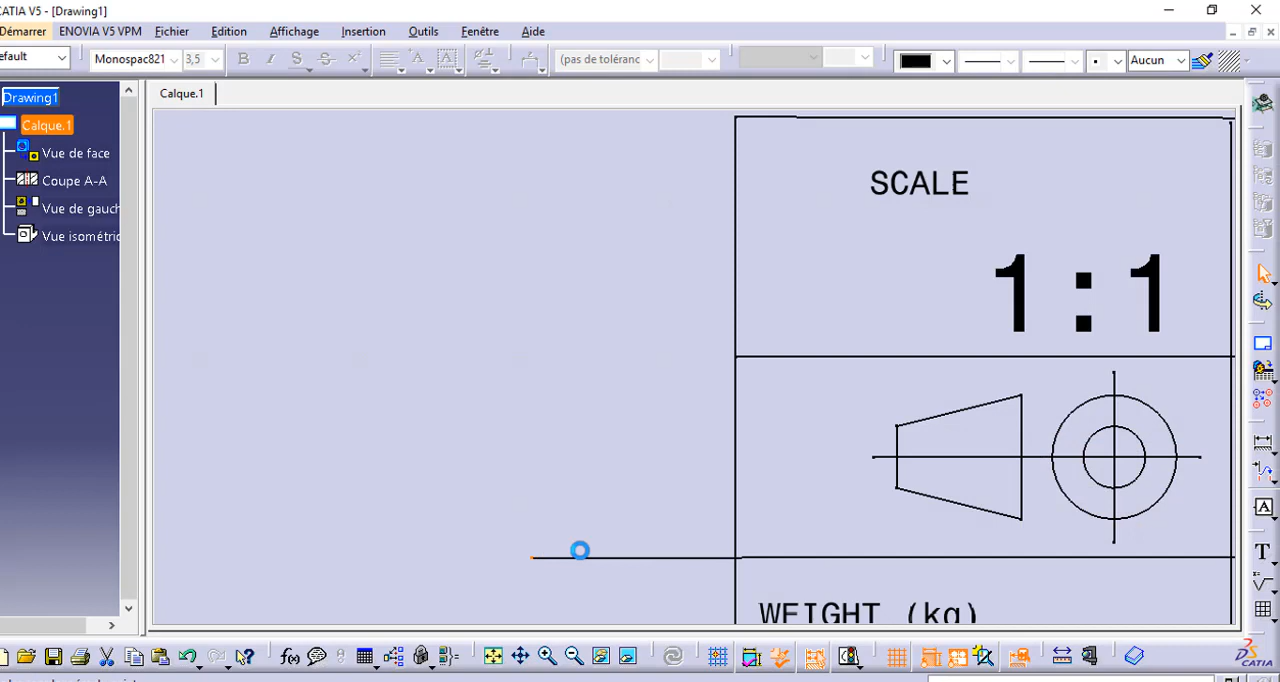 CATIA V5 - [Drawing1]
Démarrer ENOVIA V5 VPM Fichier Edition Affichage Insertion Outils Fenêtre Aide
efault Monospac821 3,5 B I S S (pas de toléranc Aucun
Drawing1
Calque.1
Calque.1
Vue de face
Coupe A-A
Vue de gauch
Vue isométric
SCALE
1:1
WEIGHT (kg)
CATIA